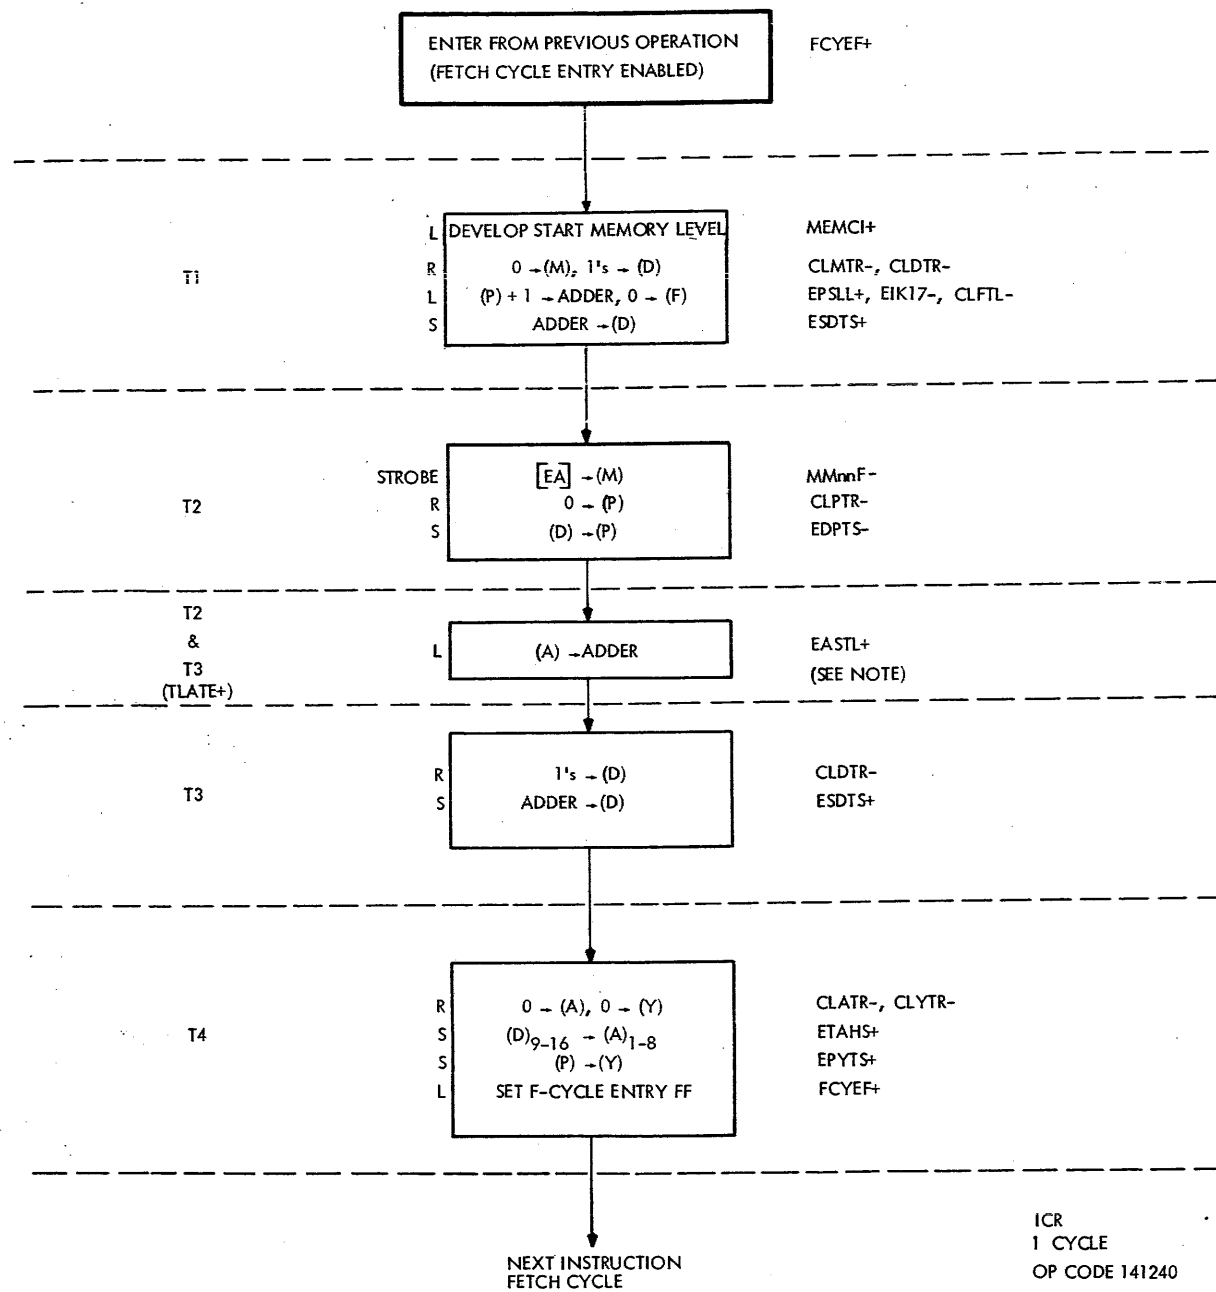 ENTER FROM PREVIOUS OPERATION FCYEF+
(FETCH CYCLE ENTRY ENABLED)
L DEVELOP START MEMORY LEVEL MEMCI+
T1
R 0 → (M), 1's → (D) CLMTR-, CLDTR-
L (P) + 1 → ADDER, 0 → (F) EPSLL+, EIK17-, CLFTL-
S ADDER → (D) ESDTS+
STROBE [EA] → (M) MMnnF-
T2 R 0 → (P) CLPTR-
S (D) → (P) EDPTS-
T2
&
T3
(TLATE+)
L (A) → ADDER EASTL+
(SEE NOTE)
R 1's → (D) CLDTR-
T3
S ADDER → (D) ESDTS+
R 0 → (A), 0 → (Y) CLATR-, CLYTR-
T4 S (D)9-16 → (A)1-8 ETAHS+
S (P) → (Y) EPYTS+
L SET F-CYCLE ENTRY FF FCYEF+
NEXT INSTRUCTION
FETCH CYCLE
ICR
1 CYCLE
OP CODE 141240